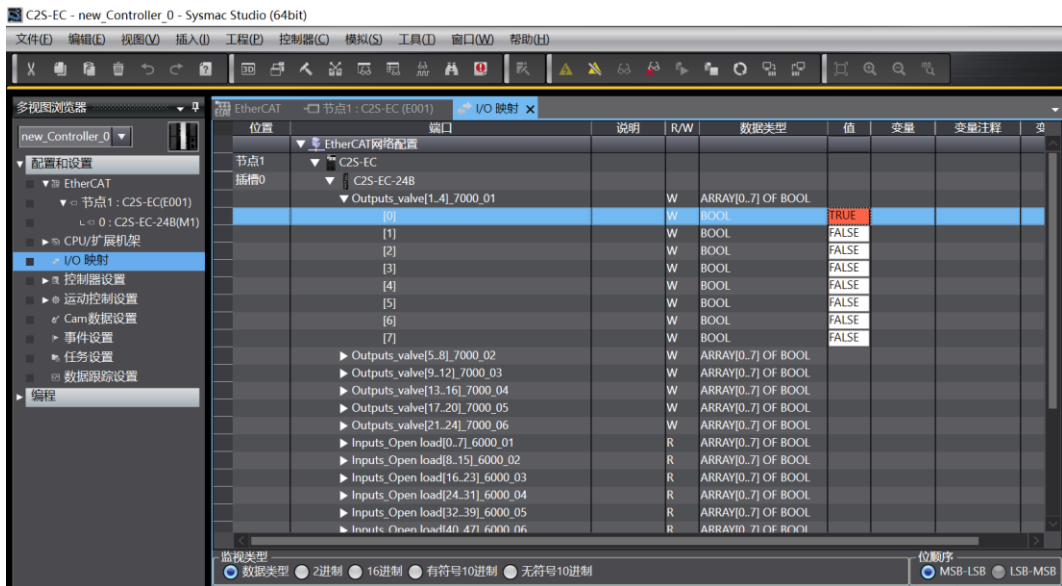 C2S-EC - new_Controller_0 - Sysmac Studio (64bit)
文件(F) 编辑(E) 视图(V) 插入(I) 工程(P) 控制器(C) 模拟(S) 工具(T) 窗口(W) 帮助(H)
多视图浏览器
new_Controller_0
配置和设置
EtherCAT
节点1 : C2S-EC(E001)
0 : C2S-EC-24B(M1)
CPU/扩展机架
I/O 映射
控制器设置
运动控制设置
Cam数据设置
事件设置
任务设置
数据跟踪设置
编程
EtherCAT 节点1 : C2S-EC (E001) I/O 映射
位置 端口 说明 R/W 数据类型 值 变量 变量注释
EtherCAT网络配置
节点1 C2S-EC
插槽0 C2S-EC-24B
Outputs_valve[1..4]_7000_01 W ARRAY[0..7] OF BOOL
[0] W BOOL TRUE
[1] W BOOL FALSE
[2] W BOOL FALSE
[3] W BOOL FALSE
[4] W BOOL FALSE
[5] W BOOL FALSE
[6] W BOOL FALSE
[7] W BOOL FALSE
Outputs_valve[5..8]_7000_02 W ARRAY[0..7] OF BOOL
Outputs_valve[9..12]_7000_03 W ARRAY[0..7] OF BOOL
Outputs_valve[13..16]_7000_04 W ARRAY[0..7] OF BOOL
Outputs_valve[17..20]_7000_05 W ARRAY[0..7] OF BOOL
Outputs_valve[21..24]_7000_06 W ARRAY[0..7] OF BOOL
Inputs_Open load[0..7]_6000_01 R ARRAY[0..7] OF BOOL
Inputs_Open load[8..15]_6000_02 R ARRAY[0..7] OF BOOL
Inputs_Open load[16..23]_6000_03 R ARRAY[0..7] OF BOOL
Inputs_Open load[24..31]_6000_04 R ARRAY[0..7] OF BOOL
Inputs_Open load[32..39]_6000_05 R ARRAY[0..7] OF BOOL
Inputs_Open load[40..47]_6000_06 R ARRAY[0..7] OF BOOL
监视类型 位顺序
数据类型 2进制 16进制 有符号10进制 无符号10进制 MSB-LSB LSB-MSB